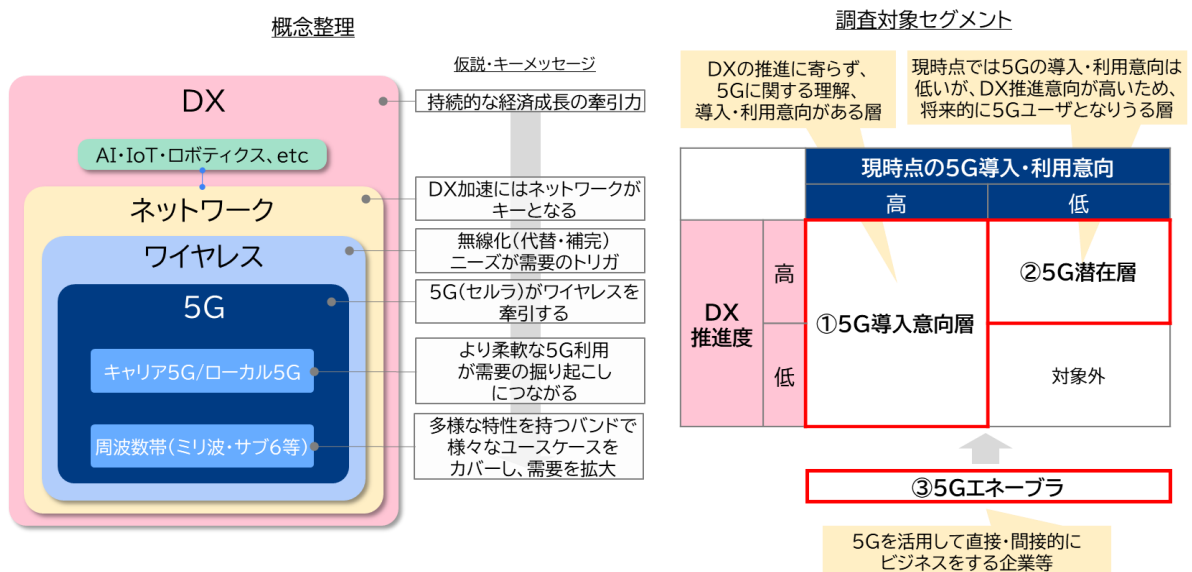 概念整理
仮説・キーメッセージ
DX
持続的な経済成長の牽引力
AI・IoT・ロボティクス、etc
ネットワーク
DX加速にはネットワークが
キーとなる
ワイヤレス
無線化(代替・補完)
ニーズが需要のトリガ
5G
5G(セルラ)がワイヤレスを
牽引する
キャリア5G/ローカル5G
より柔軟な5G利用
が需要の掘り起こし
につながる
周波数帯(ミリ波・サブ6等)
多様な特性を持つバンドで
様々なユースケースを
カバーし、需要を拡大
調査対象セグメント
DXの推進に寄らず、
5Gに関する理解、
導入・利用意向がある層
現時点では5Gの導入・利用意向は
低いが、DX推進意向が高いため、
将来的に5Gユーザとなりうる層
現時点の5G導入・利用意向
高
低
DX
推進度
高
低
①5G導入意向層
②5G潜在層
対象外
③5Gエネーブラ
5Gを活用して直接・間接的に
ビジネスをする企業等